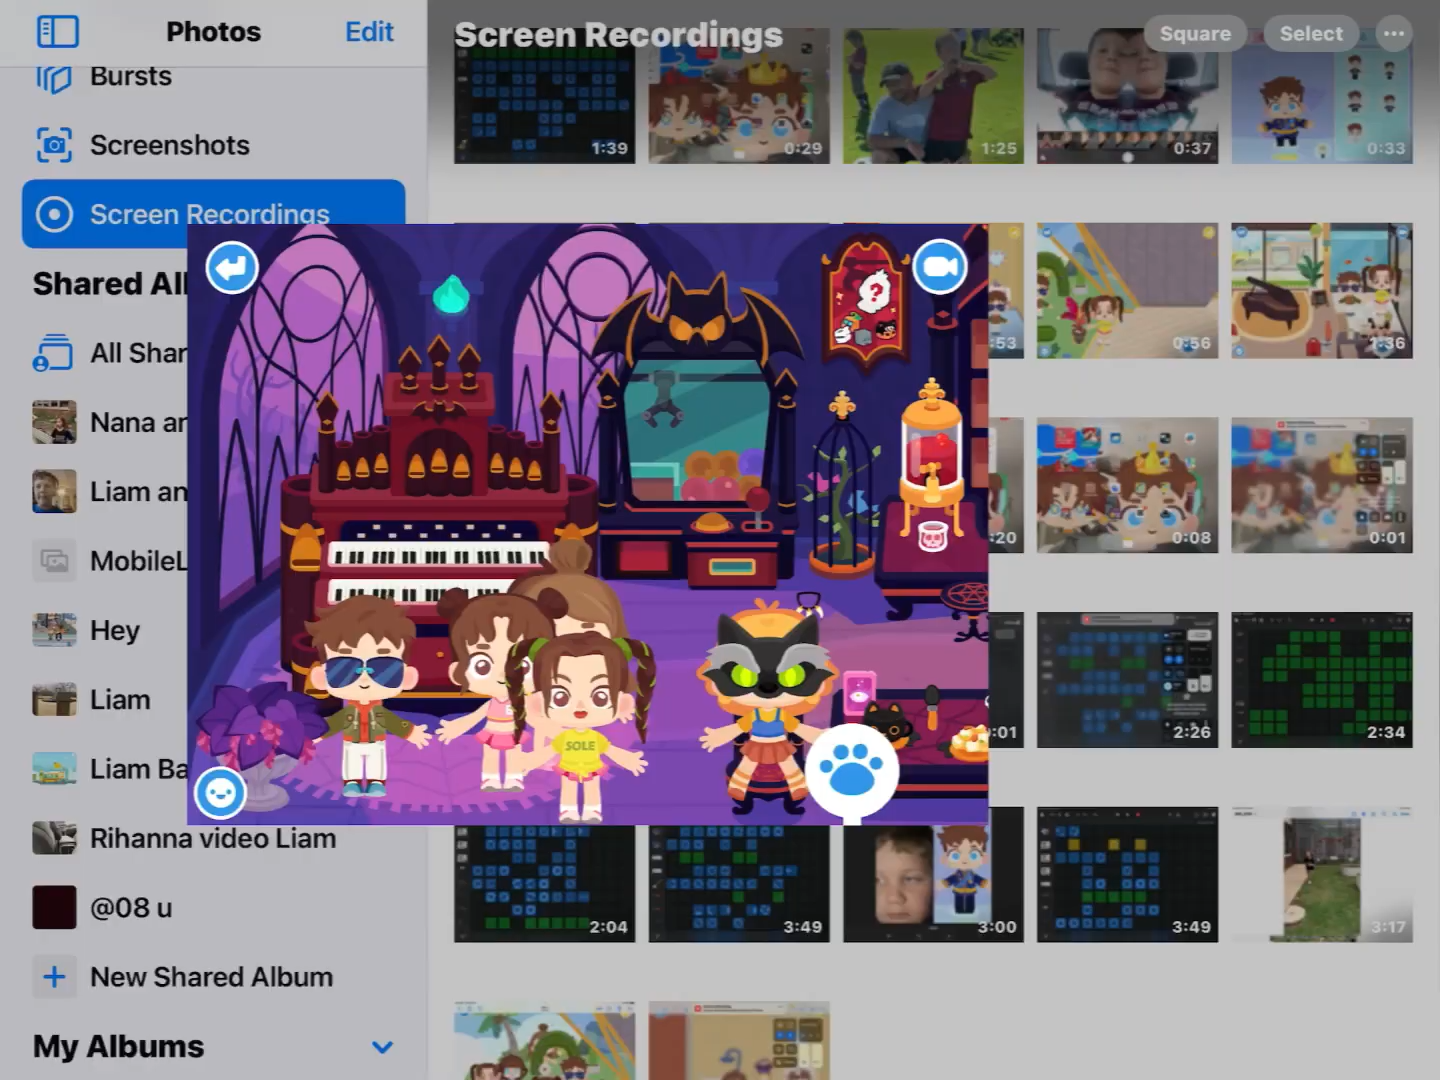 Photos
Edit
Bursts
Screenshots
Screen Recordings
Shared All
All Shar
Nana ar
Liam an
MobileL
Hey
Liam
Liam Ba
Rihanna video Liam
@08 u
New Shared Album
My Albums
Screen Recordings
Square
Select
1:39
0:29
1:25
0:37
0:33
:53
0:56
1:36
:20
0:08
0:01
:01
2:26
2:34
2:04
3:49
3:00
3:49
3:17
?
SOLE